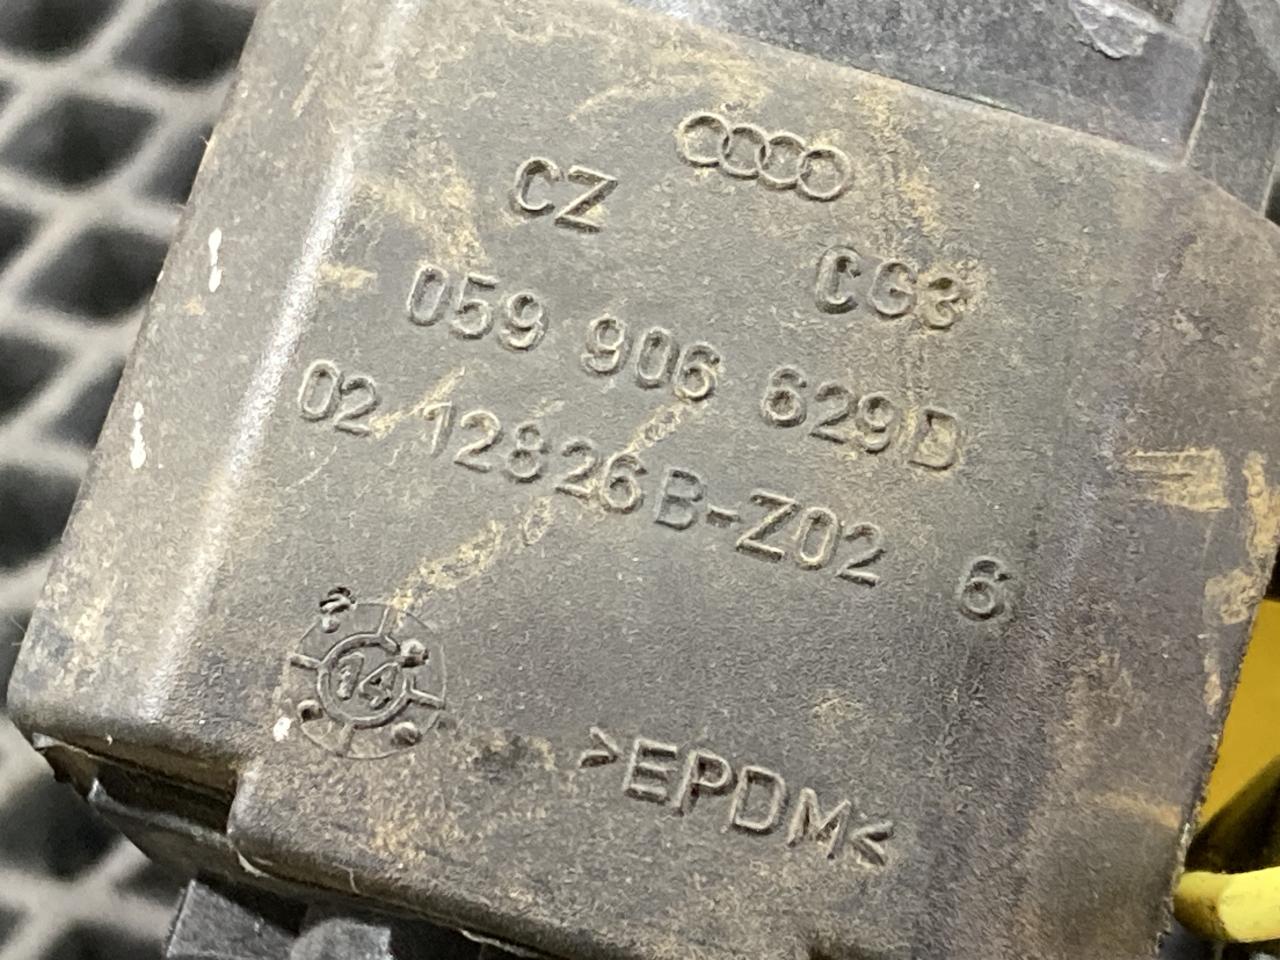 CZ
CG3
059 906 629D
02 12826B-Z02 6
14
>EPDM<